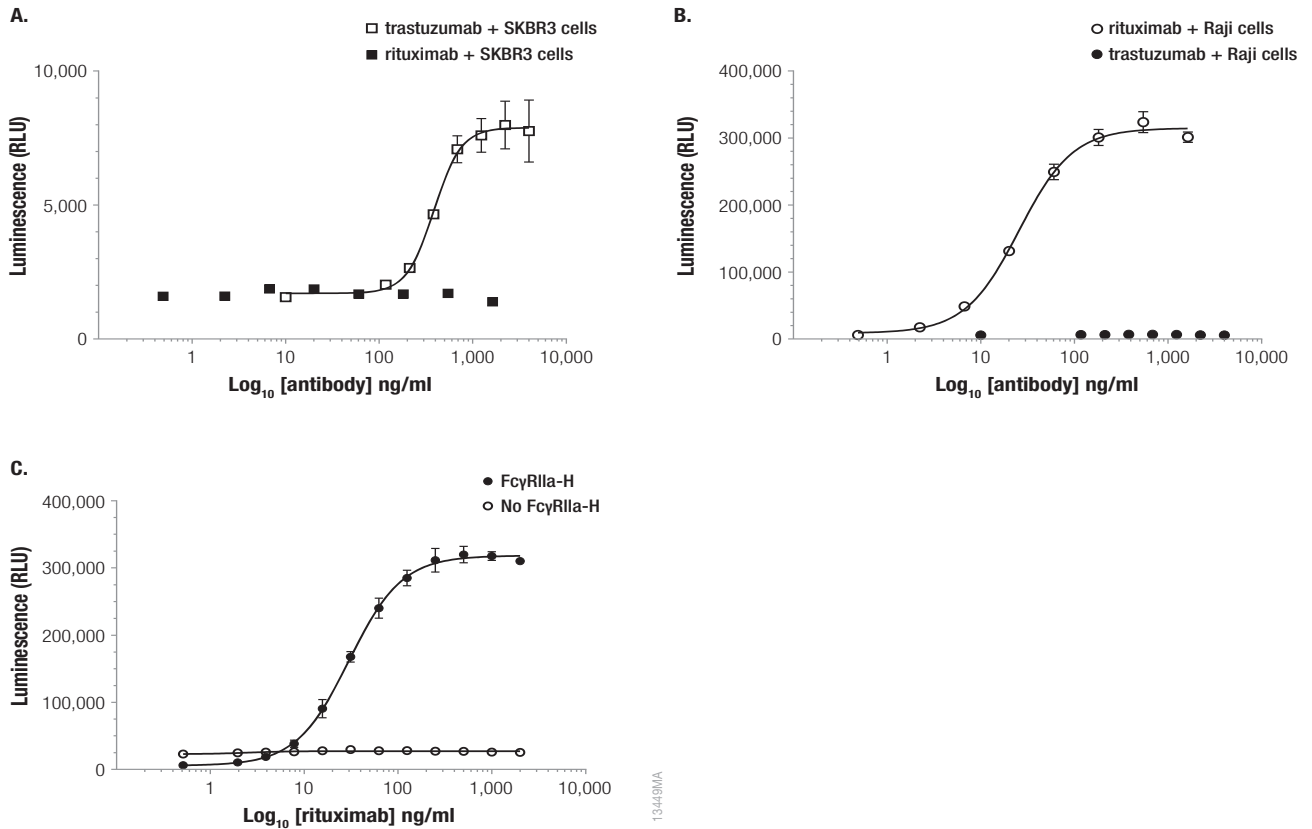 A.
trastuzumab + SKBR3 cells
rituximab + SKBR3 cells
10,000
5,000
0
Luminescence (RLU)
1 10 100 1,000 10,000
Log₁₀ [antibody] ng/ml
B.
rituximab + Raji cells
trastuzumab + Raji cells
400,000
300,000
200,000
100,000
0
Luminescence (RLU)
1 10 100 1,000 10,000
Log₁₀ [antibody] ng/ml
C.
FcγRIIa-H
No FcγRIIa-H
400,000
300,000
200,000
100,000
0
Luminescence (RLU)
1 10 100 1,000 10,000
Log₁₀ [rituximab] ng/ml
13449MA